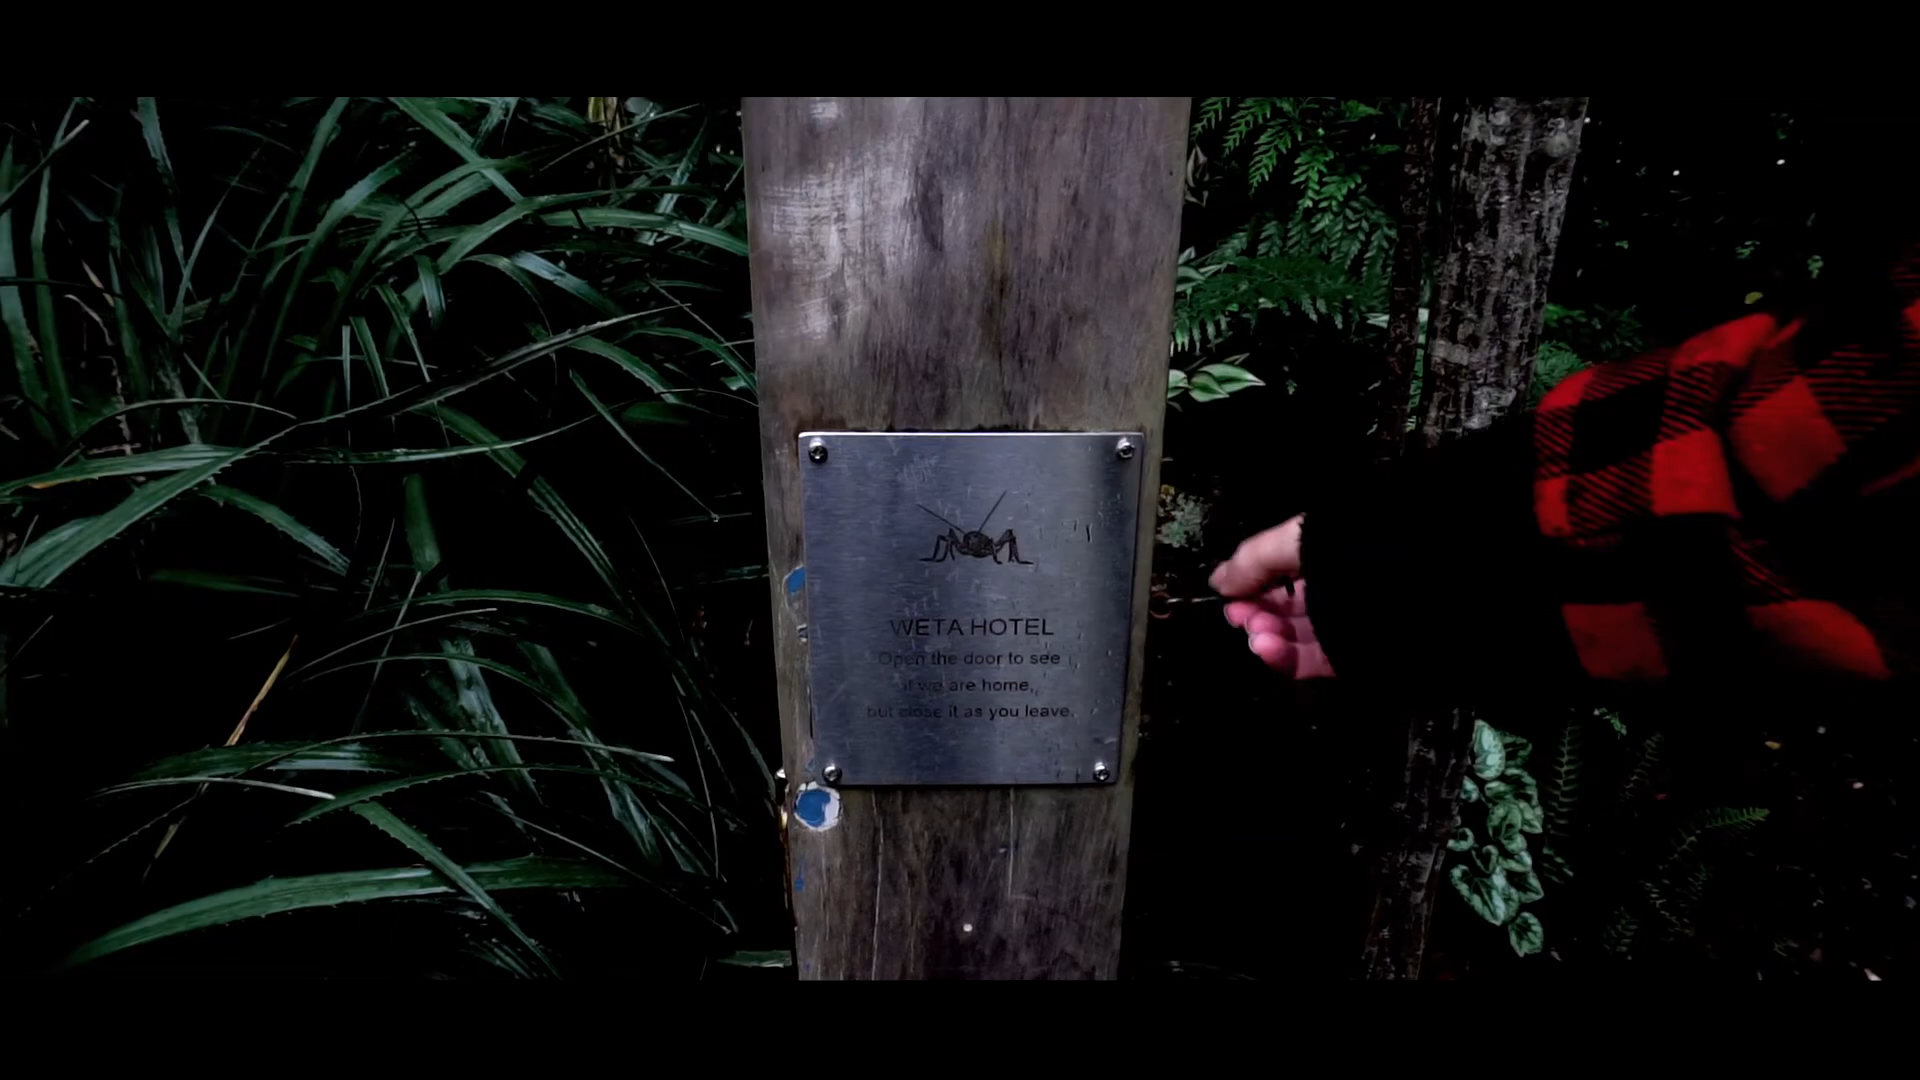 WETA HOTEL
Open the door to see
if we are home,
but close it as you leave.